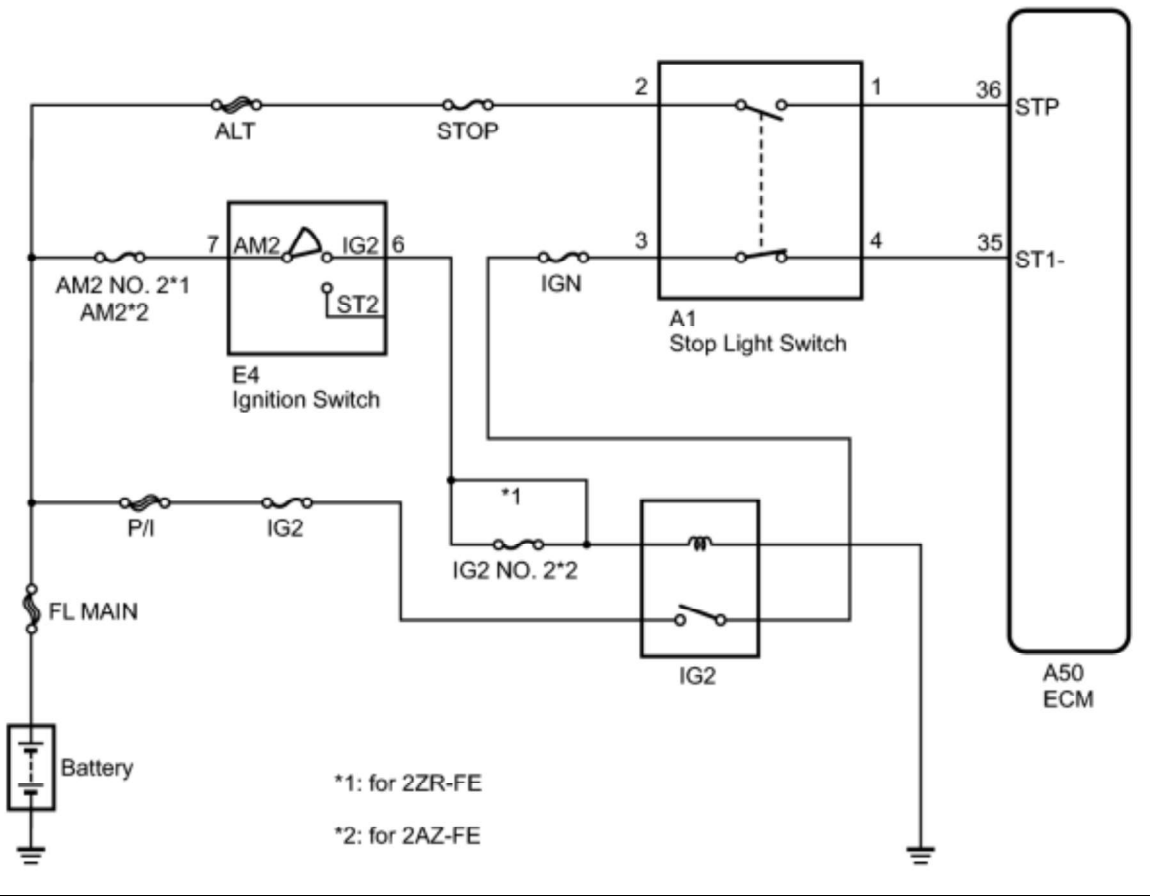 2
1
36
STP
ALT
STOP
7
AM2
IG2
6
3
4
35
ST1-
AM2 NO. 2*1
AM2*2
ST2
IGN
A1
Stop Light Switch
E4
Ignition Switch
*1
P/I
IG2
IG2 NO. 2*2
FL MAIN
IG2
A50
ECM
Battery
*1: for 2ZR-FE
*2: for 2AZ-FE